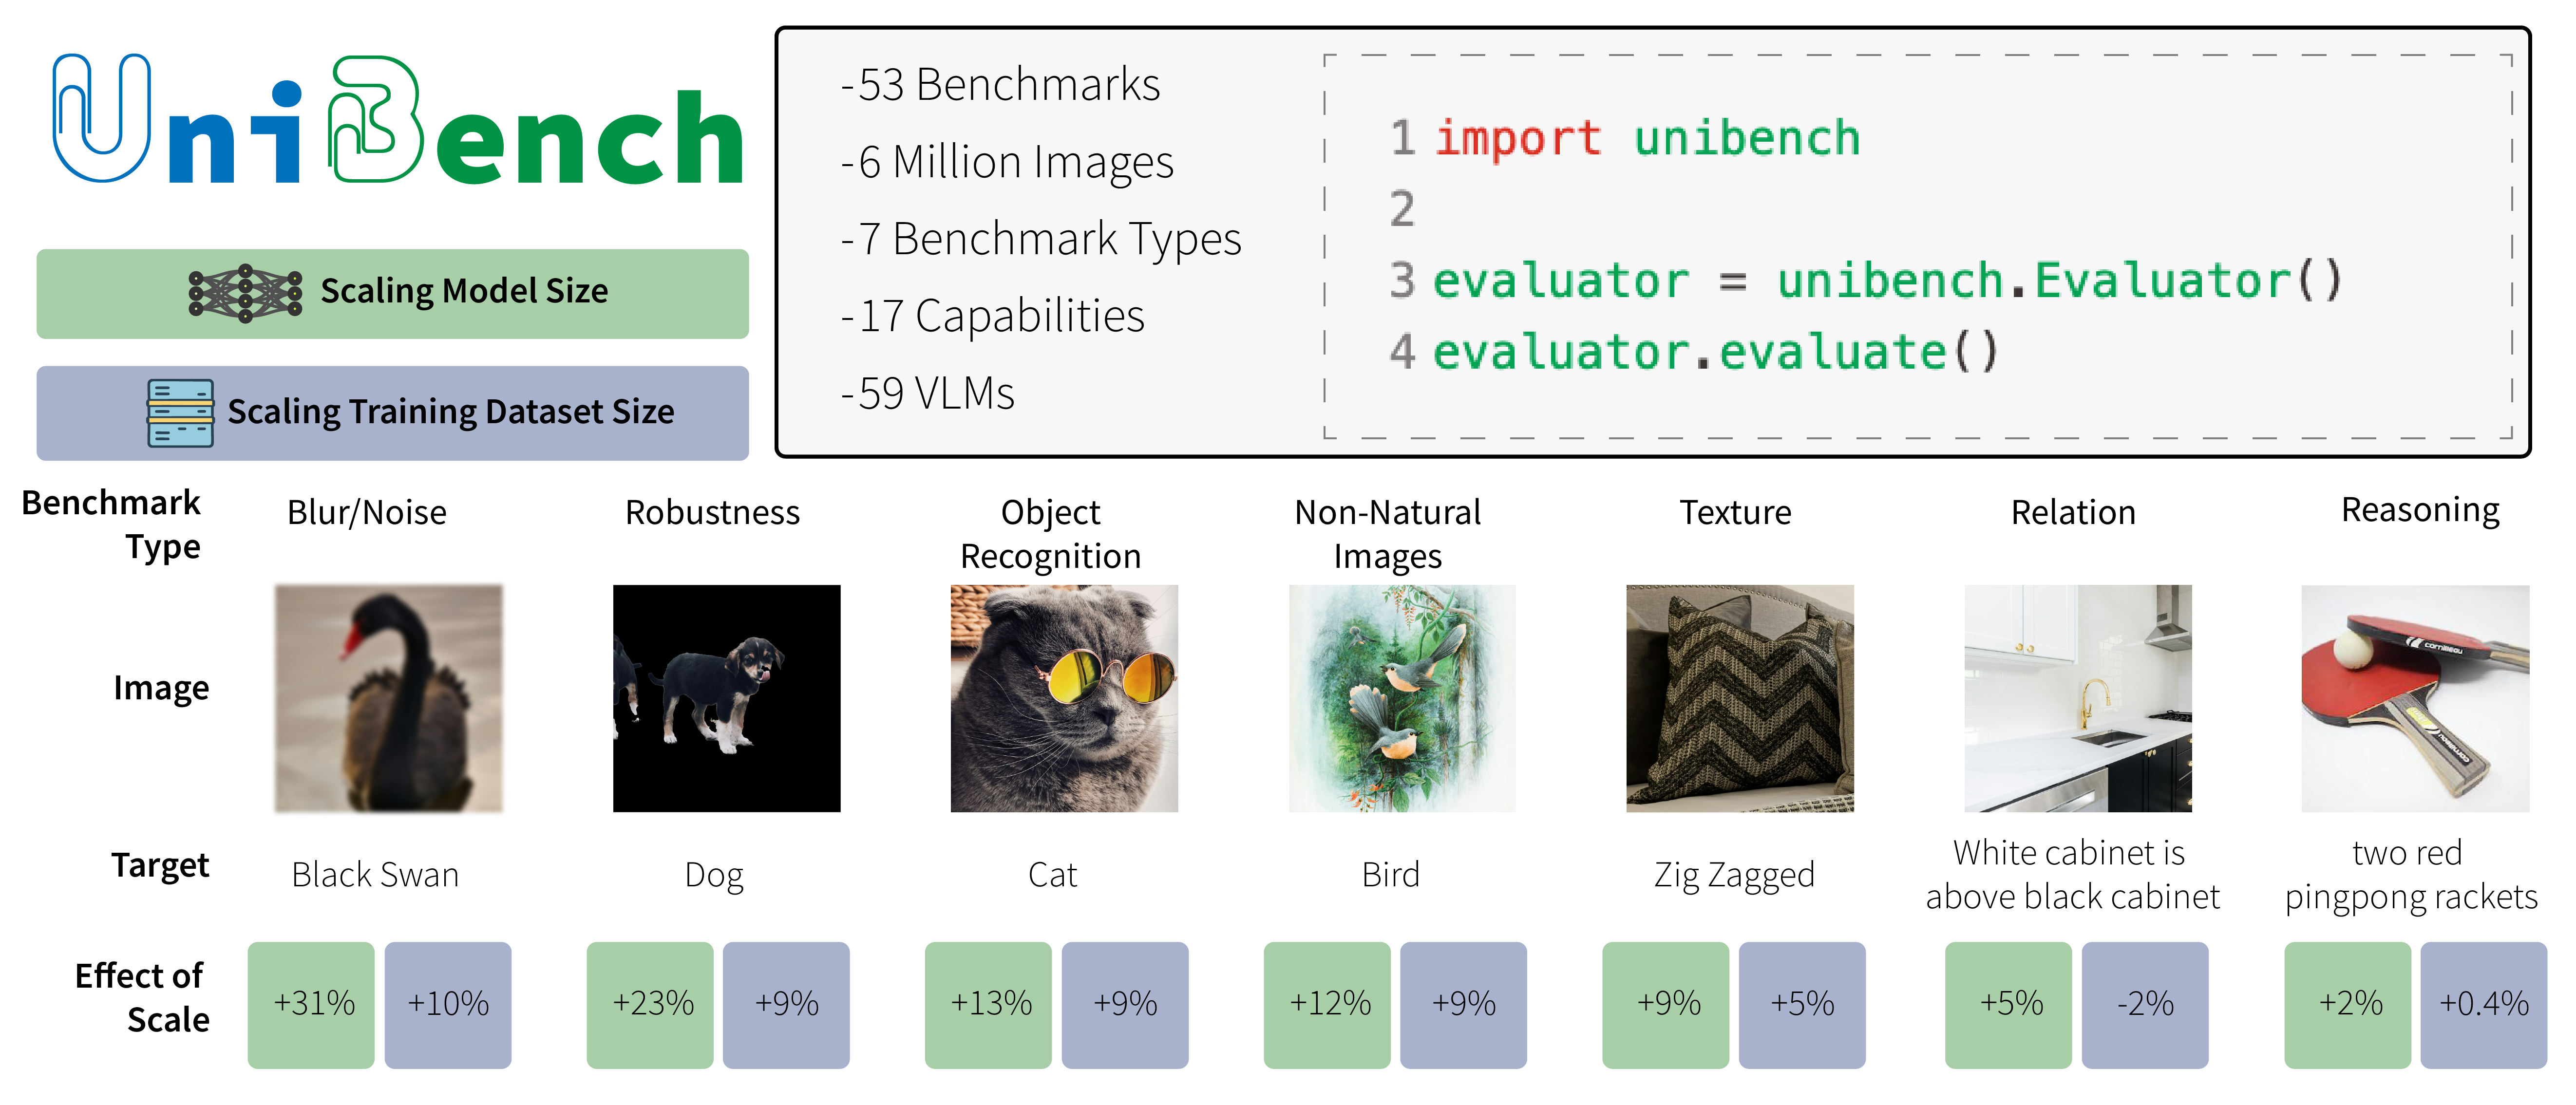 UniBench
Scaling Model Size
Scaling Training Dataset Size
-53 Benchmarks
-6 Million Images
-7 Benchmark Types
-17 Capabilities
-59 VLMs
1 import unibench
2
3 evaluator = unibench.Evaluator()
4 evaluator.evaluate()
Benchmark
Type
Blur/Noise
Robustness
Object
Recognition
Non-Natural
Images
Texture
Relation
Reasoning
Image
cornilleau
cornilleau
Target
Black Swan
Dog
Cat
Bird
Zig Zagged
White cabinet is
above black cabinet
two red
pingpong rackets
Effect of
Scale
+31%
+10%
+23%
+9%
+13%
+9%
+12%
+9%
+9%
+5%
+5%
-2%
+2%
+0.4%